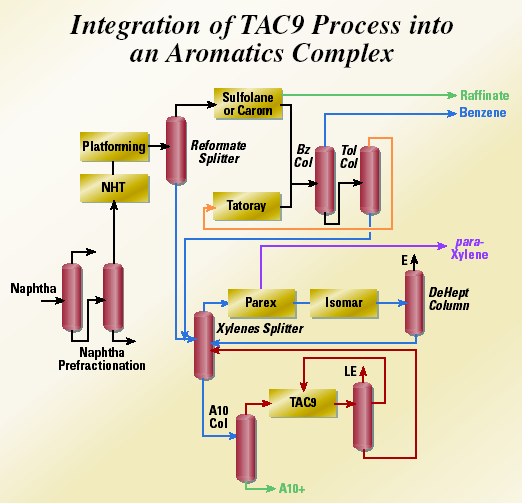 Integration of TAC9 Process into
an Aromatics Complex
Sulfolane
or Carom
Raffinate
Benzene
Platforming
Reformate
Splitter
Bz
Col
Tol
Col
NHT
Tatoray
para-
Xylene
E
Naphtha
Parex
Isomar
DeHept
Column
Xylenes Splitter
Naphtha
Prefractionation
LE
TAC9
A10
Col
A10+